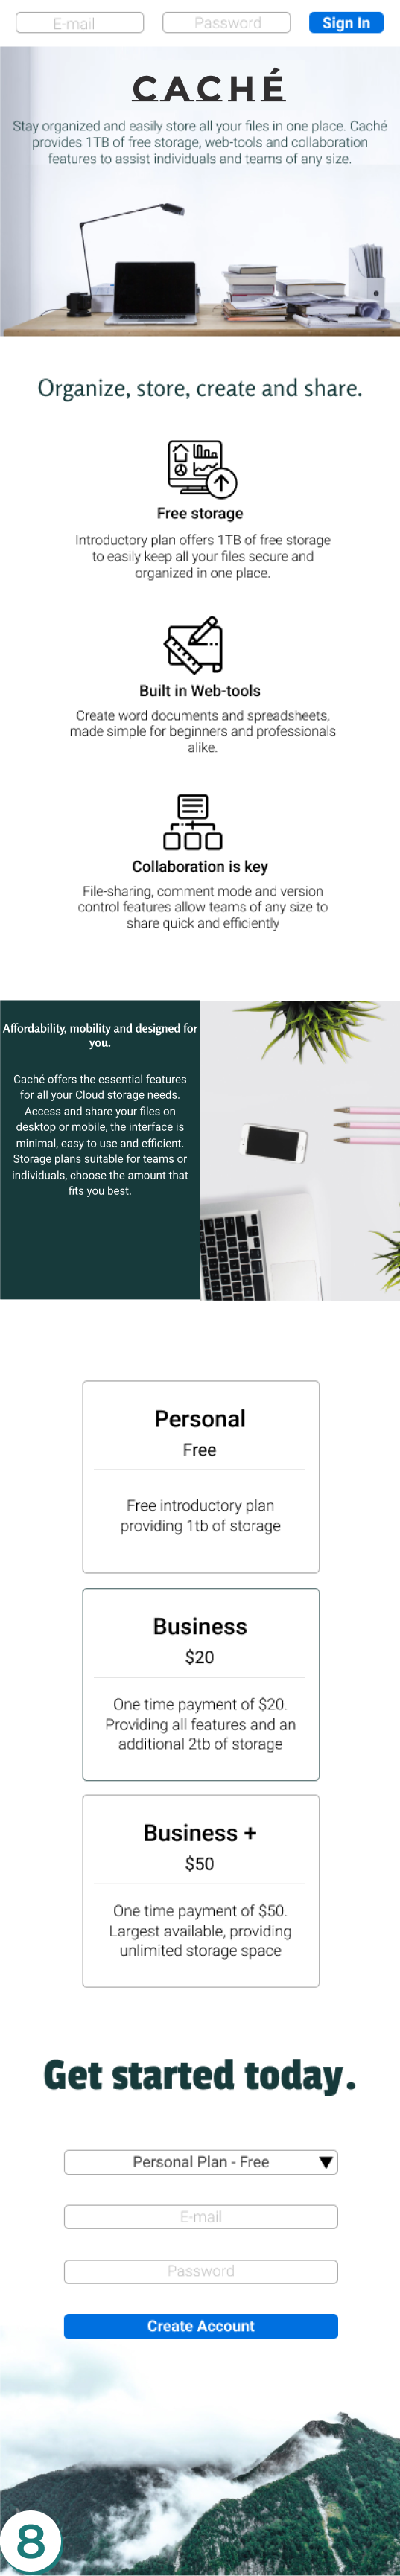 E-mail
Password
Sign In
CACHÉ
Stay organized and easily store all your files in one place. Caché
provides 1TB of free storage, web-tools and collaboration
features to assist individuals and teams of any size.
Organize, store, create and share.
Free storage
Introductory plan offers 1TB of free storage
to easily keep all your files secure and
organized in one place.
Built in Web-tools
Create word documents and spreadsheets,
made simple for beginners and professionals
alike.
Collaboration is key
File-sharing, comment mode and version
control features allow teams of any size to
share quick and efficiently
Affordability, mobility and designed for
you.
Caché offers the essential features
for all your Cloud storage needs.
Access and share your files on
desktop or mobile, the interface is
minimal, easy to use and efficient.
Storage plans suitable for teams or
individuals, choose the amount that
fits you best.
Personal
Free
Free introductory plan
providing 1tb of storage
Business
$20
One time payment of $20.
Providing all features and an
additional 2tb of storage
Business +
$50
One time payment of $50.
Largest available, providing
unlimited storage space
Get started today.
Personal Plan - Free
E-mail
Password
Create Account
8